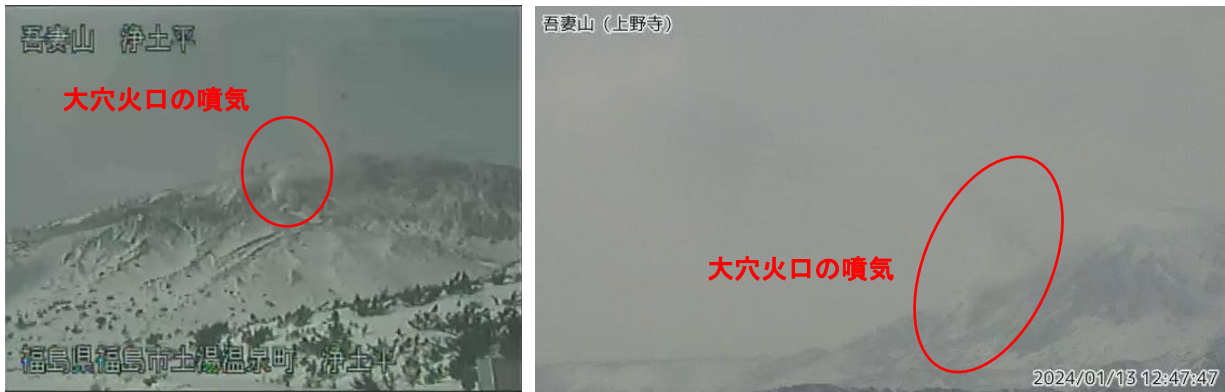 吾妻山 浄土平
大穴火口の噴気
福島県福島市土湯温泉町 浄土平
吾妻山（上野寺）
大穴火口の噴気
2024/01/13 12:47:47